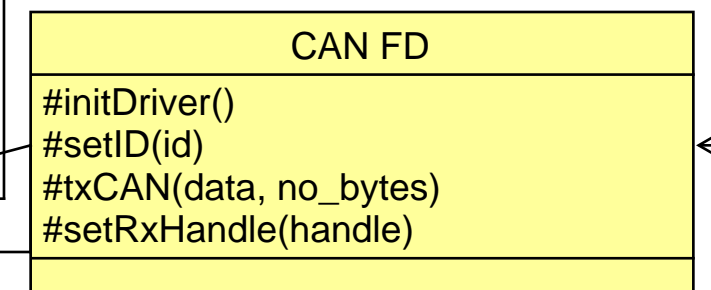 CAN FD
#initDriver()
#setID(id)
#txCAN(data, no_bytes)
#setRxHandle(handle)